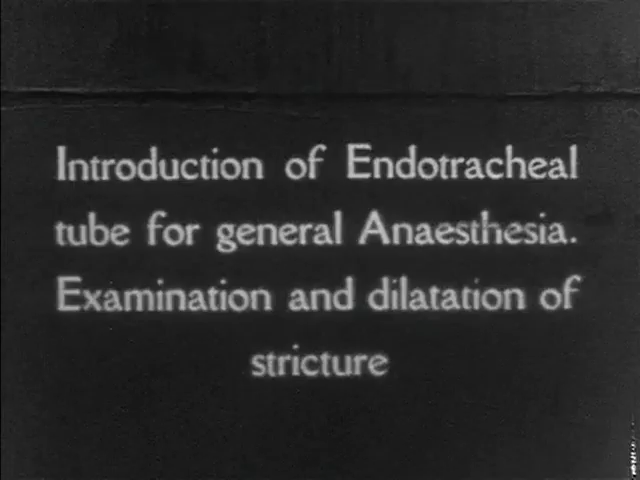 Introduction of Endotracheal
tube for general Anaesthesia.
Examination and dilatation of
stricture